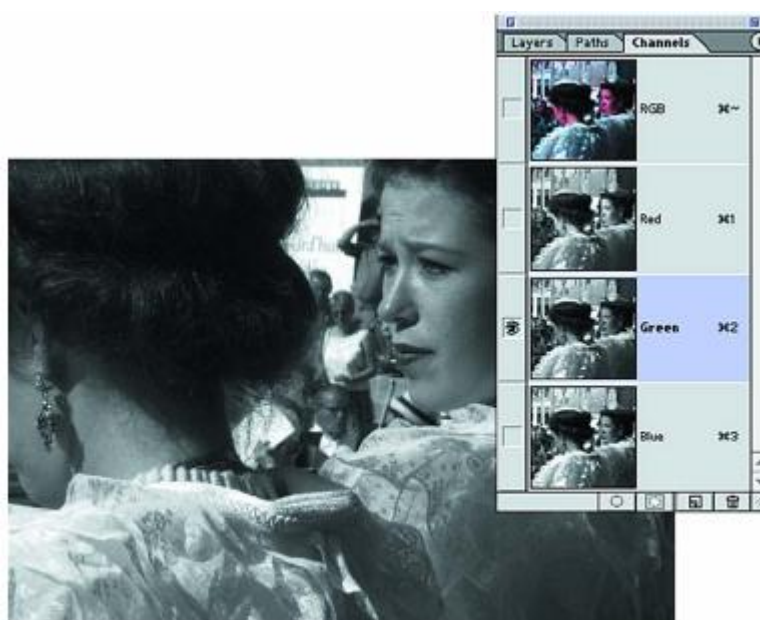 Layers Paths Channels
RGB ⌘~
Red ⌘1
Green ⌘2
Blue ⌘3